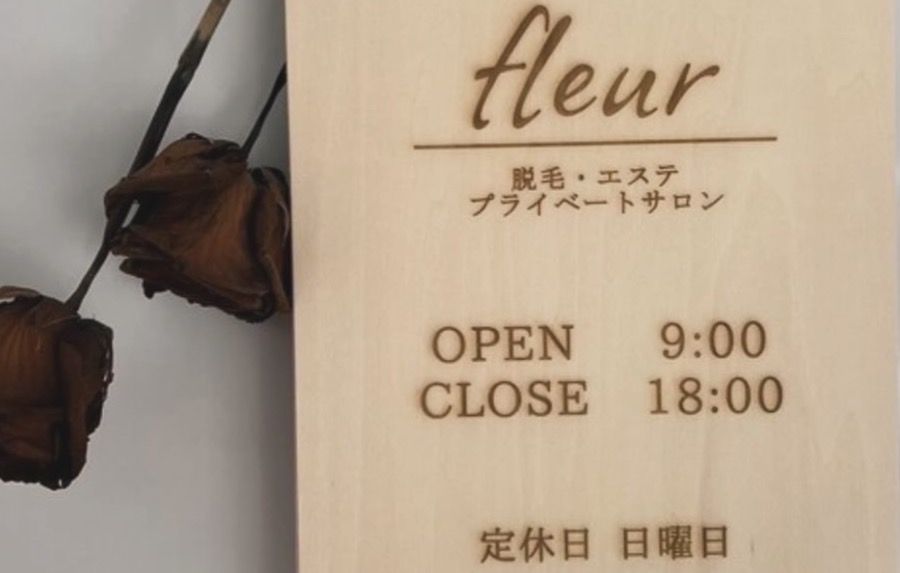 fleur
脱毛・エステ
プライベートサロン
OPEN 9:00
CLOSE 18:00
定休日 日曜日